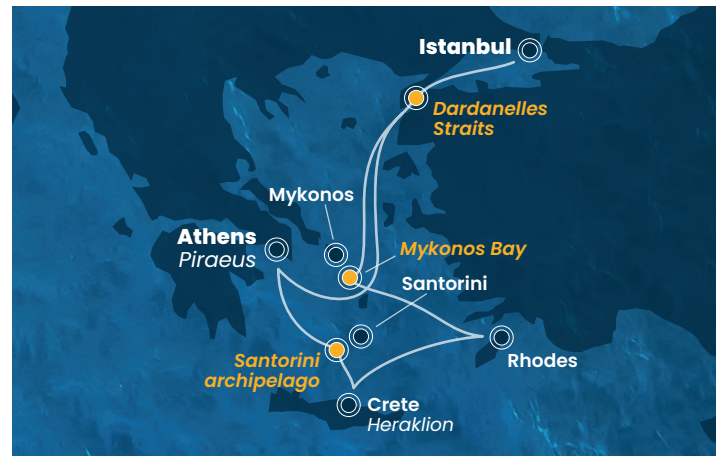 Istanbul
Dardanelles
Straits
Mykonos
Athens
Piraeus
Mykonos Bay
Santorini
Santorini
archipelago
Rhodes
Crete
Heraklion